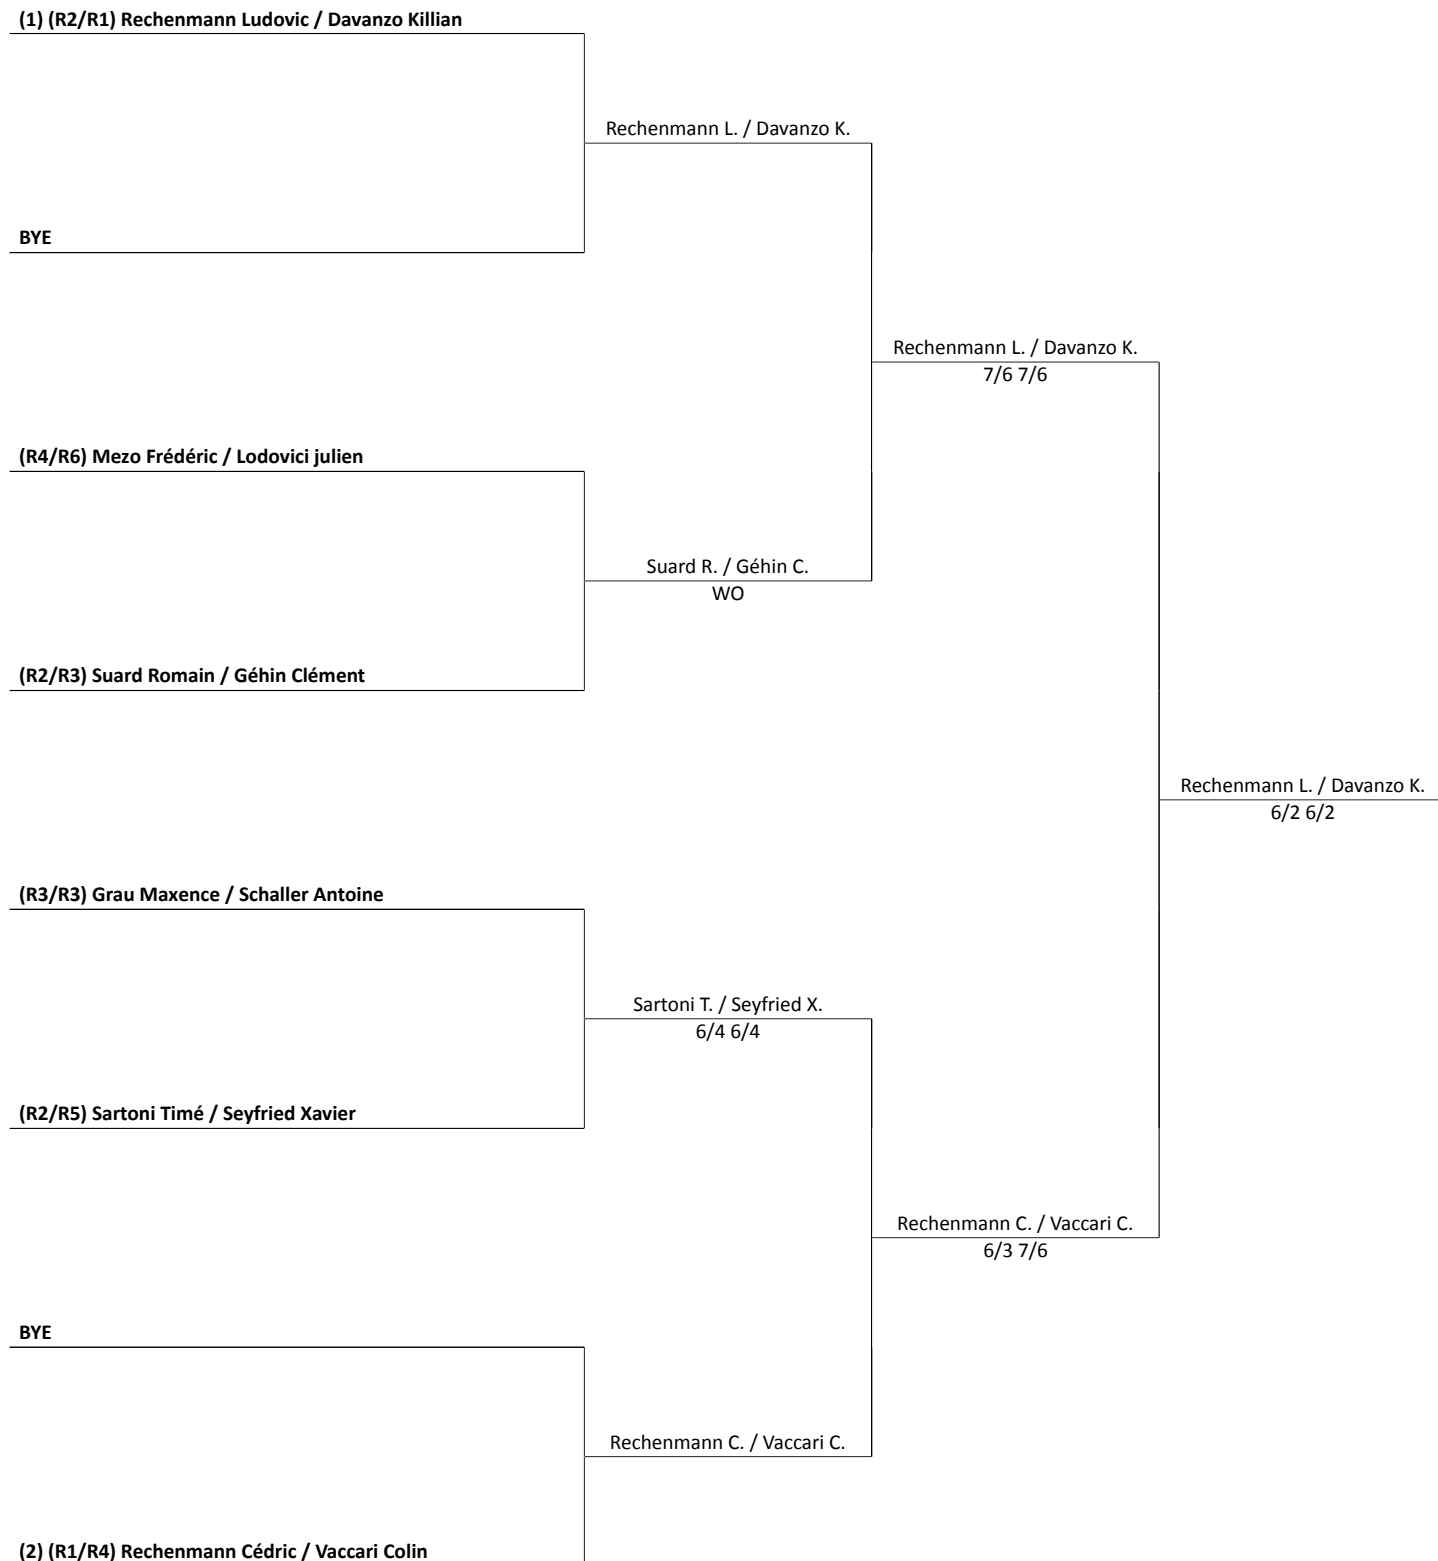 (1) (R2/R1) Rechenmann Ludovic / Davanzo Killian
Rechenmann L. / Davanzo K.
BYE
Rechenmann L. / Davanzo K.
7/6 7/6
(R4/R6) Mezo Frédéric / Lodovici julien
Suard R. / Géhin C.
WO
(R2/R3) Suard Romain / Géhin Clément
Rechenmann L. / Davanzo K.
6/2 6/2
(R3/R3) Grau Maxence / Schaller Antoine
Sartoni T. / Seyfried X.
6/4 6/4
(R2/R5) Sartoni Timé / Seyfried Xavier
Rechenmann C. / Vaccari C.
6/3 7/6
BYE
Rechenmann C. / Vaccari C.
(2) (R1/R4) Rechenmann Cédric / Vaccari Colin